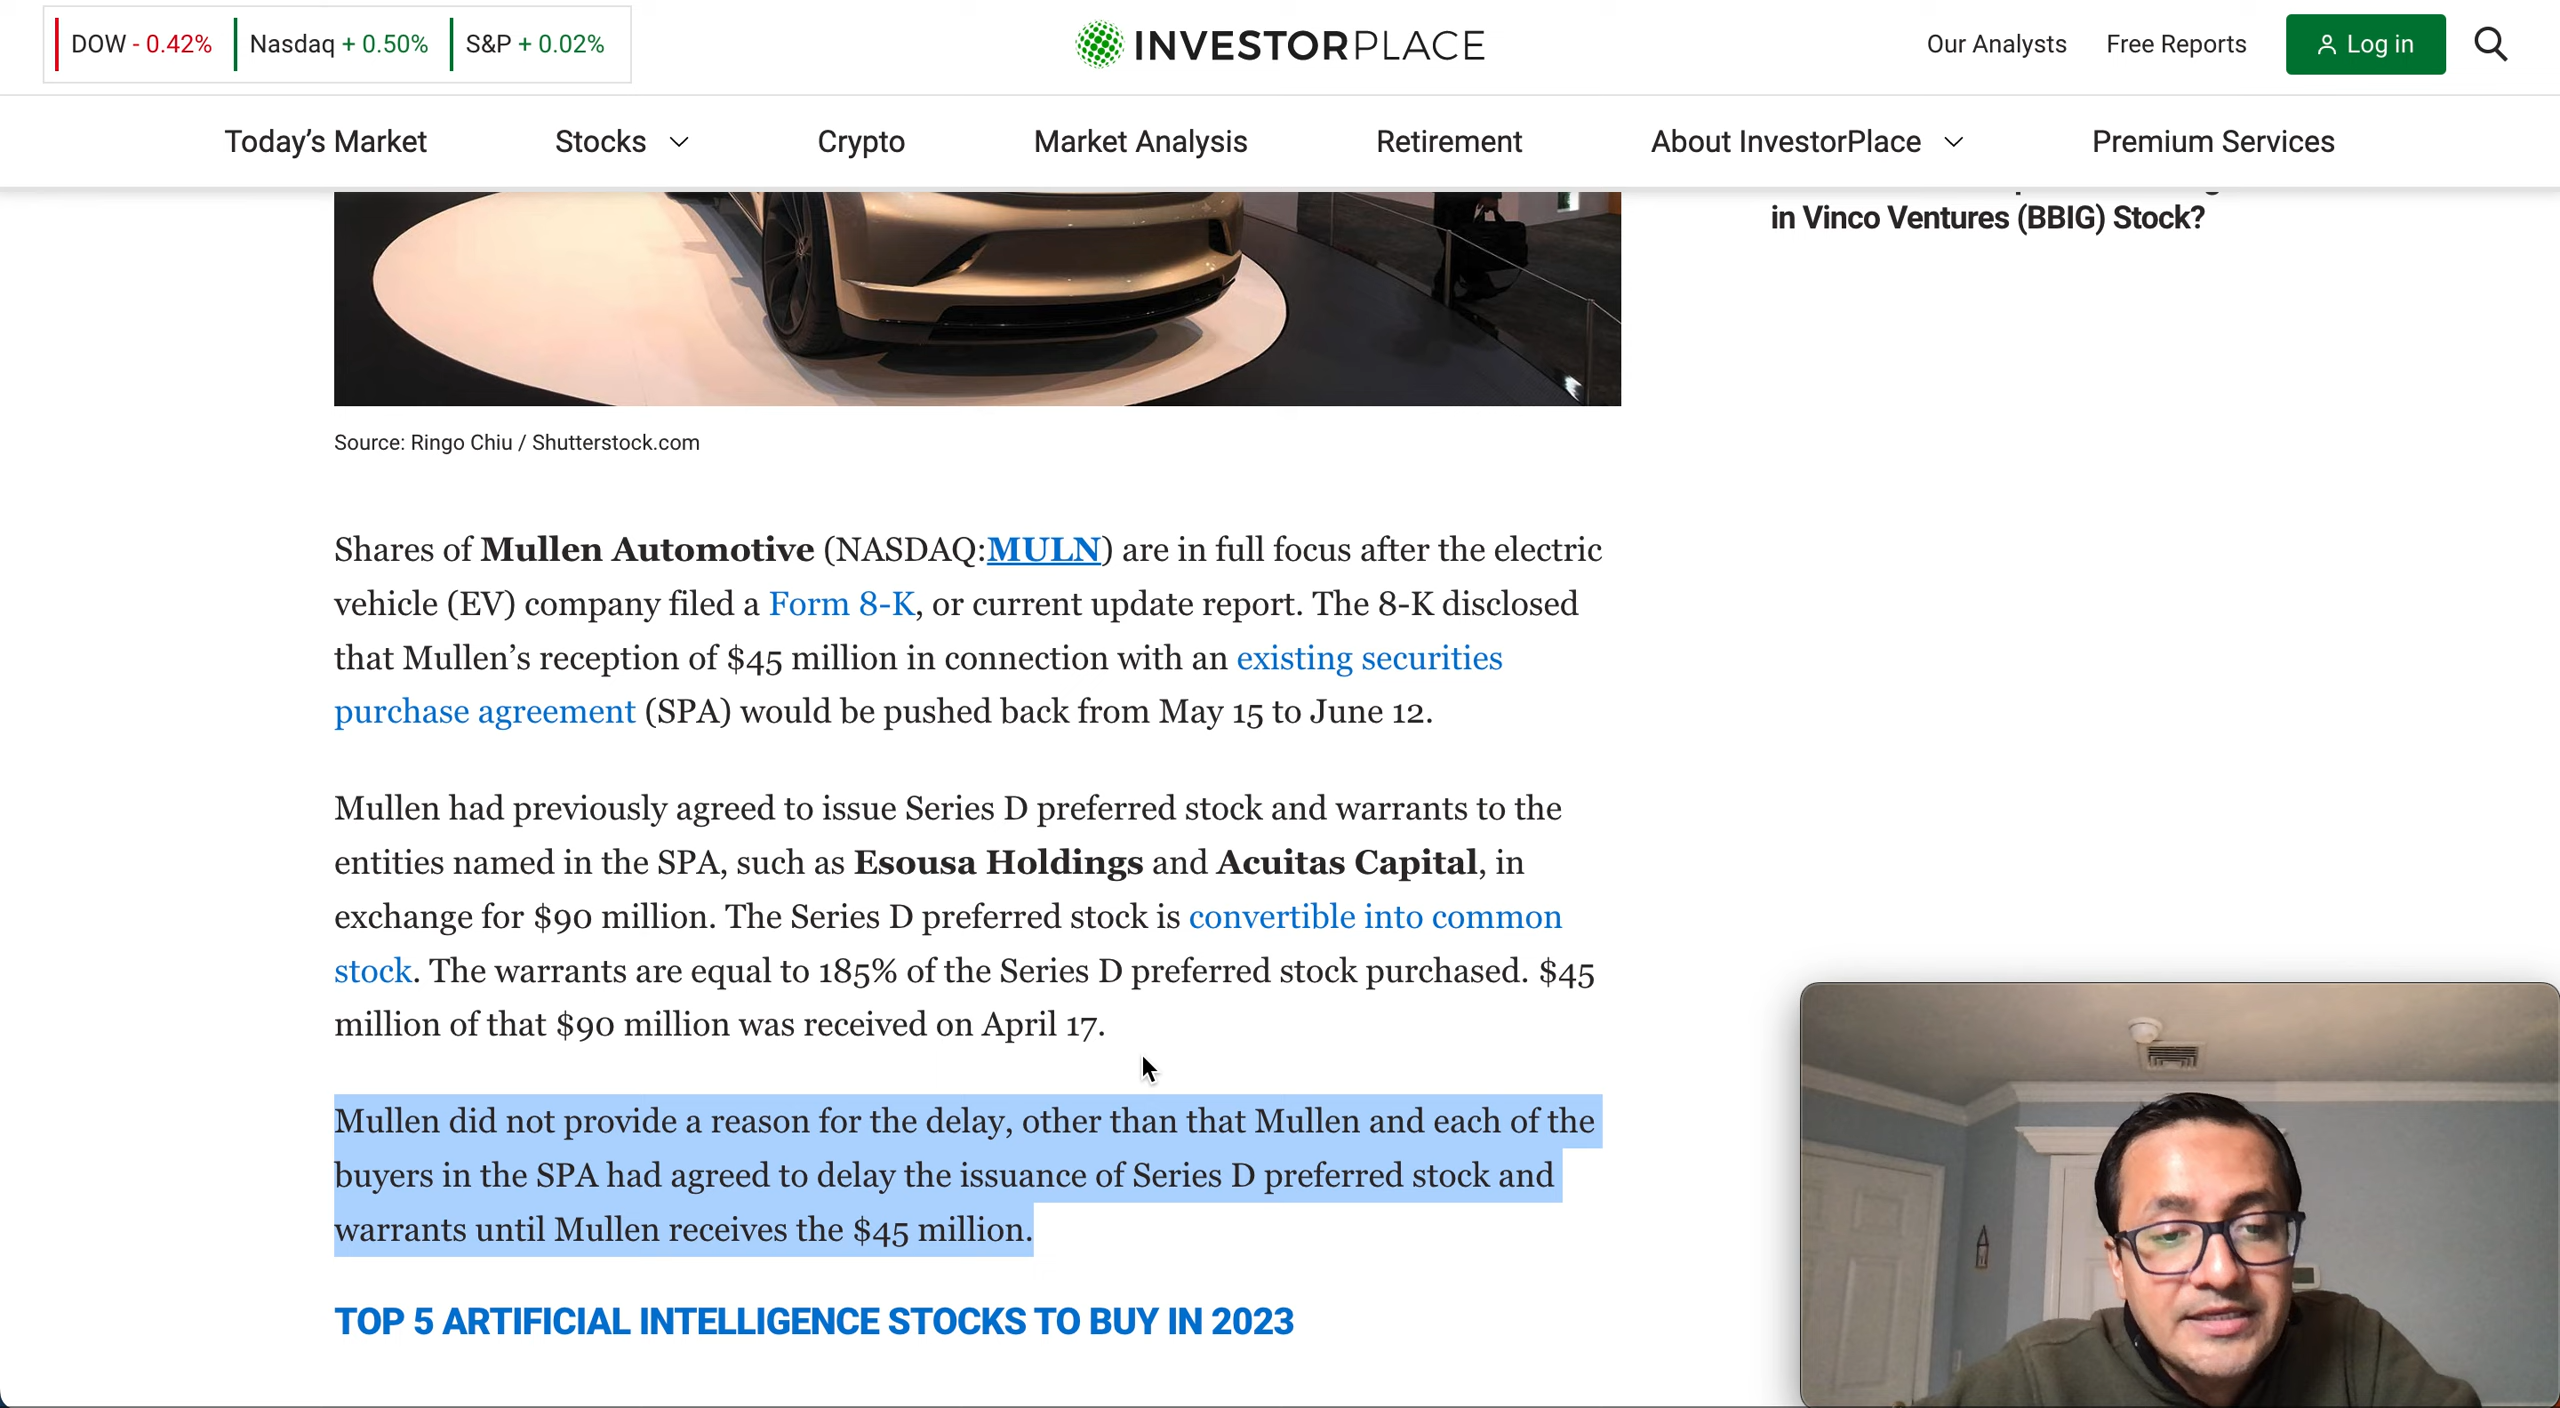 DOW - 0.42% Nasdaq + 0.50% S&P + 0.02%
INVESTORPLACE
Our Analysts Free Reports Log in
Today's Market Stocks Crypto Market Analysis Retirement About InvestorPlace Premium Services
in Vinco Ventures (BBIG) Stock?
Source: Ringo Chiu / Shutterstock.com
Shares of Mullen Automotive (NASDAQ:MULN) are in full focus after the electric
vehicle (EV) company filed a Form 8-K, or current update report. The 8-K disclosed
that Mullen’s reception of $45 million in connection with an existing securities
purchase agreement (SPA) would be pushed back from May 15 to June 12.
Mullen had previously agreed to issue Series D preferred stock and warrants to the
entities named in the SPA, such as Esousa Holdings and Acuitas Capital, in
exchange for $90 million. The Series D preferred stock is convertible into common
stock. The warrants are equal to 185% of the Series D preferred stock purchased. $45
million of that $90 million was received on April 17.
Mullen did not provide a reason for the delay, other than that Mullen and each of the
buyers in the SPA had agreed to delay the issuance of Series D preferred stock and
warrants until Mullen receives the $45 million.
TOP 5 ARTIFICIAL INTELLIGENCE STOCKS TO BUY IN 2023